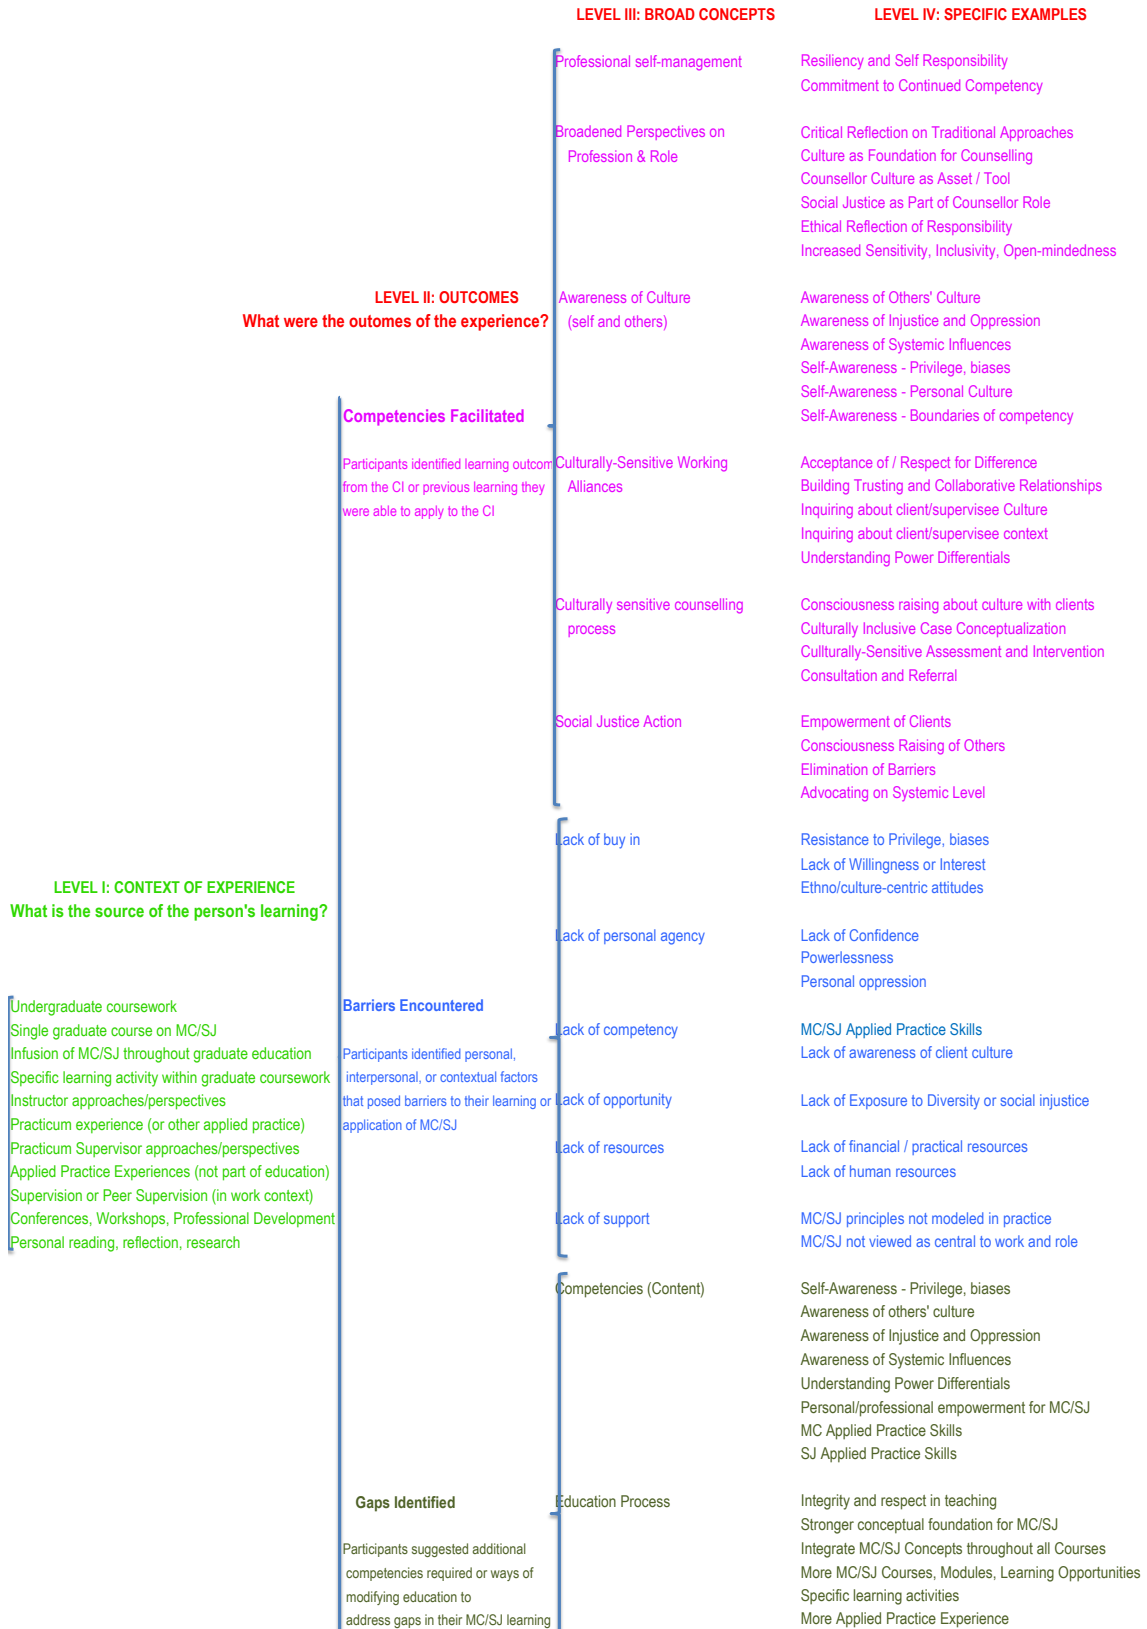 LEVEL III: BROAD CONCEPTS
LEVEL IV: SPECIFIC EXAMPLES
Professional self-management
Resiliency and Self Responsibility
Commitment to Continued Competency
Broadened Perspectives on
Profession & Role
Critical Reflection on Traditional Approaches
Culture as Foundation for Counselling
Counsellor Culture as Asset / Tool
Social Justice as Part of Counsellor Role
Ethical Reflection of Responsibility
Increased Sensitivity, Inclusivity, Open-mindedness
LEVEL II: OUTCOMES
What were the outomes of the experience?
Awareness of Culture
(self and others)
Awareness of Others' Culture
Awareness of Injustice and Oppression
Awareness of Systemic Influences
Self-Awareness - Privilege, biases
Self-Awareness - Personal Culture
Self-Awareness - Boundaries of competency
Competencies Facilitated
Participants identified learning outcom
from the CI or previous learning they
were able to apply to the CI
Culturally-Sensitive Working
Alliances
Acceptance of / Respect for Difference
Building Trusting and Collaborative Relationships
Inquiring about client/supervisee Culture
Inquiring about client/supervisee context
Understanding Power Differentials
Culturally sensitive counselling
process
Consciousness raising about culture with clients
Culturally Inclusive Case Conceptualization
Cullturally-Sensitive Assessment and Intervention
Consultation and Referral
Social Justice Action
Empowerment of Clients
Consciousness Raising of Others
Elimination of Barriers
Advocating on Systemic Level
Lack of buy in
Resistance to Privilege, biases
Lack of Willingness or Interest
Ethno/culture-centric attitudes
LEVEL I: CONTEXT OF EXPERIENCE
What is the source of the person's learning?
Lack of personal agency
Lack of Confidence
Powerlessness
Personal oppression
Undergraduate coursework
Single graduate course on MC/SJ
Infusion of MC/SJ throughout graduate education
Specific learning activity within graduate coursework
Instructor approaches/perspectives
Practicum experience (or other applied practice)
Practicum Supervisor approaches/perspectives
Applied Practice Experiences (not part of education)
Supervision or Peer Supervision (in work context)
Conferences, Workshops, Professional Development
Personal reading, reflection, research
Barriers Encountered
Participants identified personal,
interpersonal, or contextual factors
that posed barriers to their learning or
application of MC/SJ
Lack of competency
MC/SJ Applied Practice Skills
Lack of awareness of client culture
Lack of opportunity
Lack of Exposure to Diversity or social injustice
Lack of resources
Lack of financial / practical resources
Lack of human resources
Lack of support
MC/SJ principles not modeled in practice
MC/SJ not viewed as central to work and role
Competencies (Content)
Self-Awareness - Privilege, biases
Awareness of others' culture
Awareness of Injustice and Oppression
Awareness of Systemic Influences
Understanding Power Differentials
Personal/professional empowerment for MC/SJ
MC Applied Practice Skills
SJ Applied Practice Skills
Gaps Identified
Participants suggested additional
competencies required or ways of
modifying education to
address gaps in their MC/SJ learning
Education Process
Integrity and respect in teaching
Stronger conceptual foundation for MC/SJ
Integrate MC/SJ Concepts throughout all Courses
More MC/SJ Courses, Modules, Learning Opportunities
Specific learning activities
More Applied Practice Experience